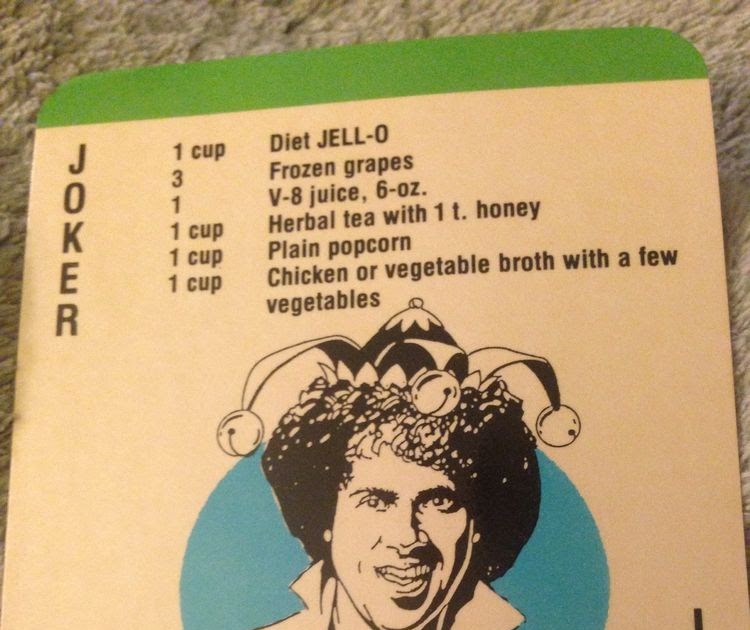 JOKER
1 cup Diet JELL-O
3 Frozen grapes
1 V-8 juice, 6-oz.
1 cup Herbal tea with 1 t. honey
1 cup Plain popcorn
1 cup Chicken or vegetable broth with a few
vegetables